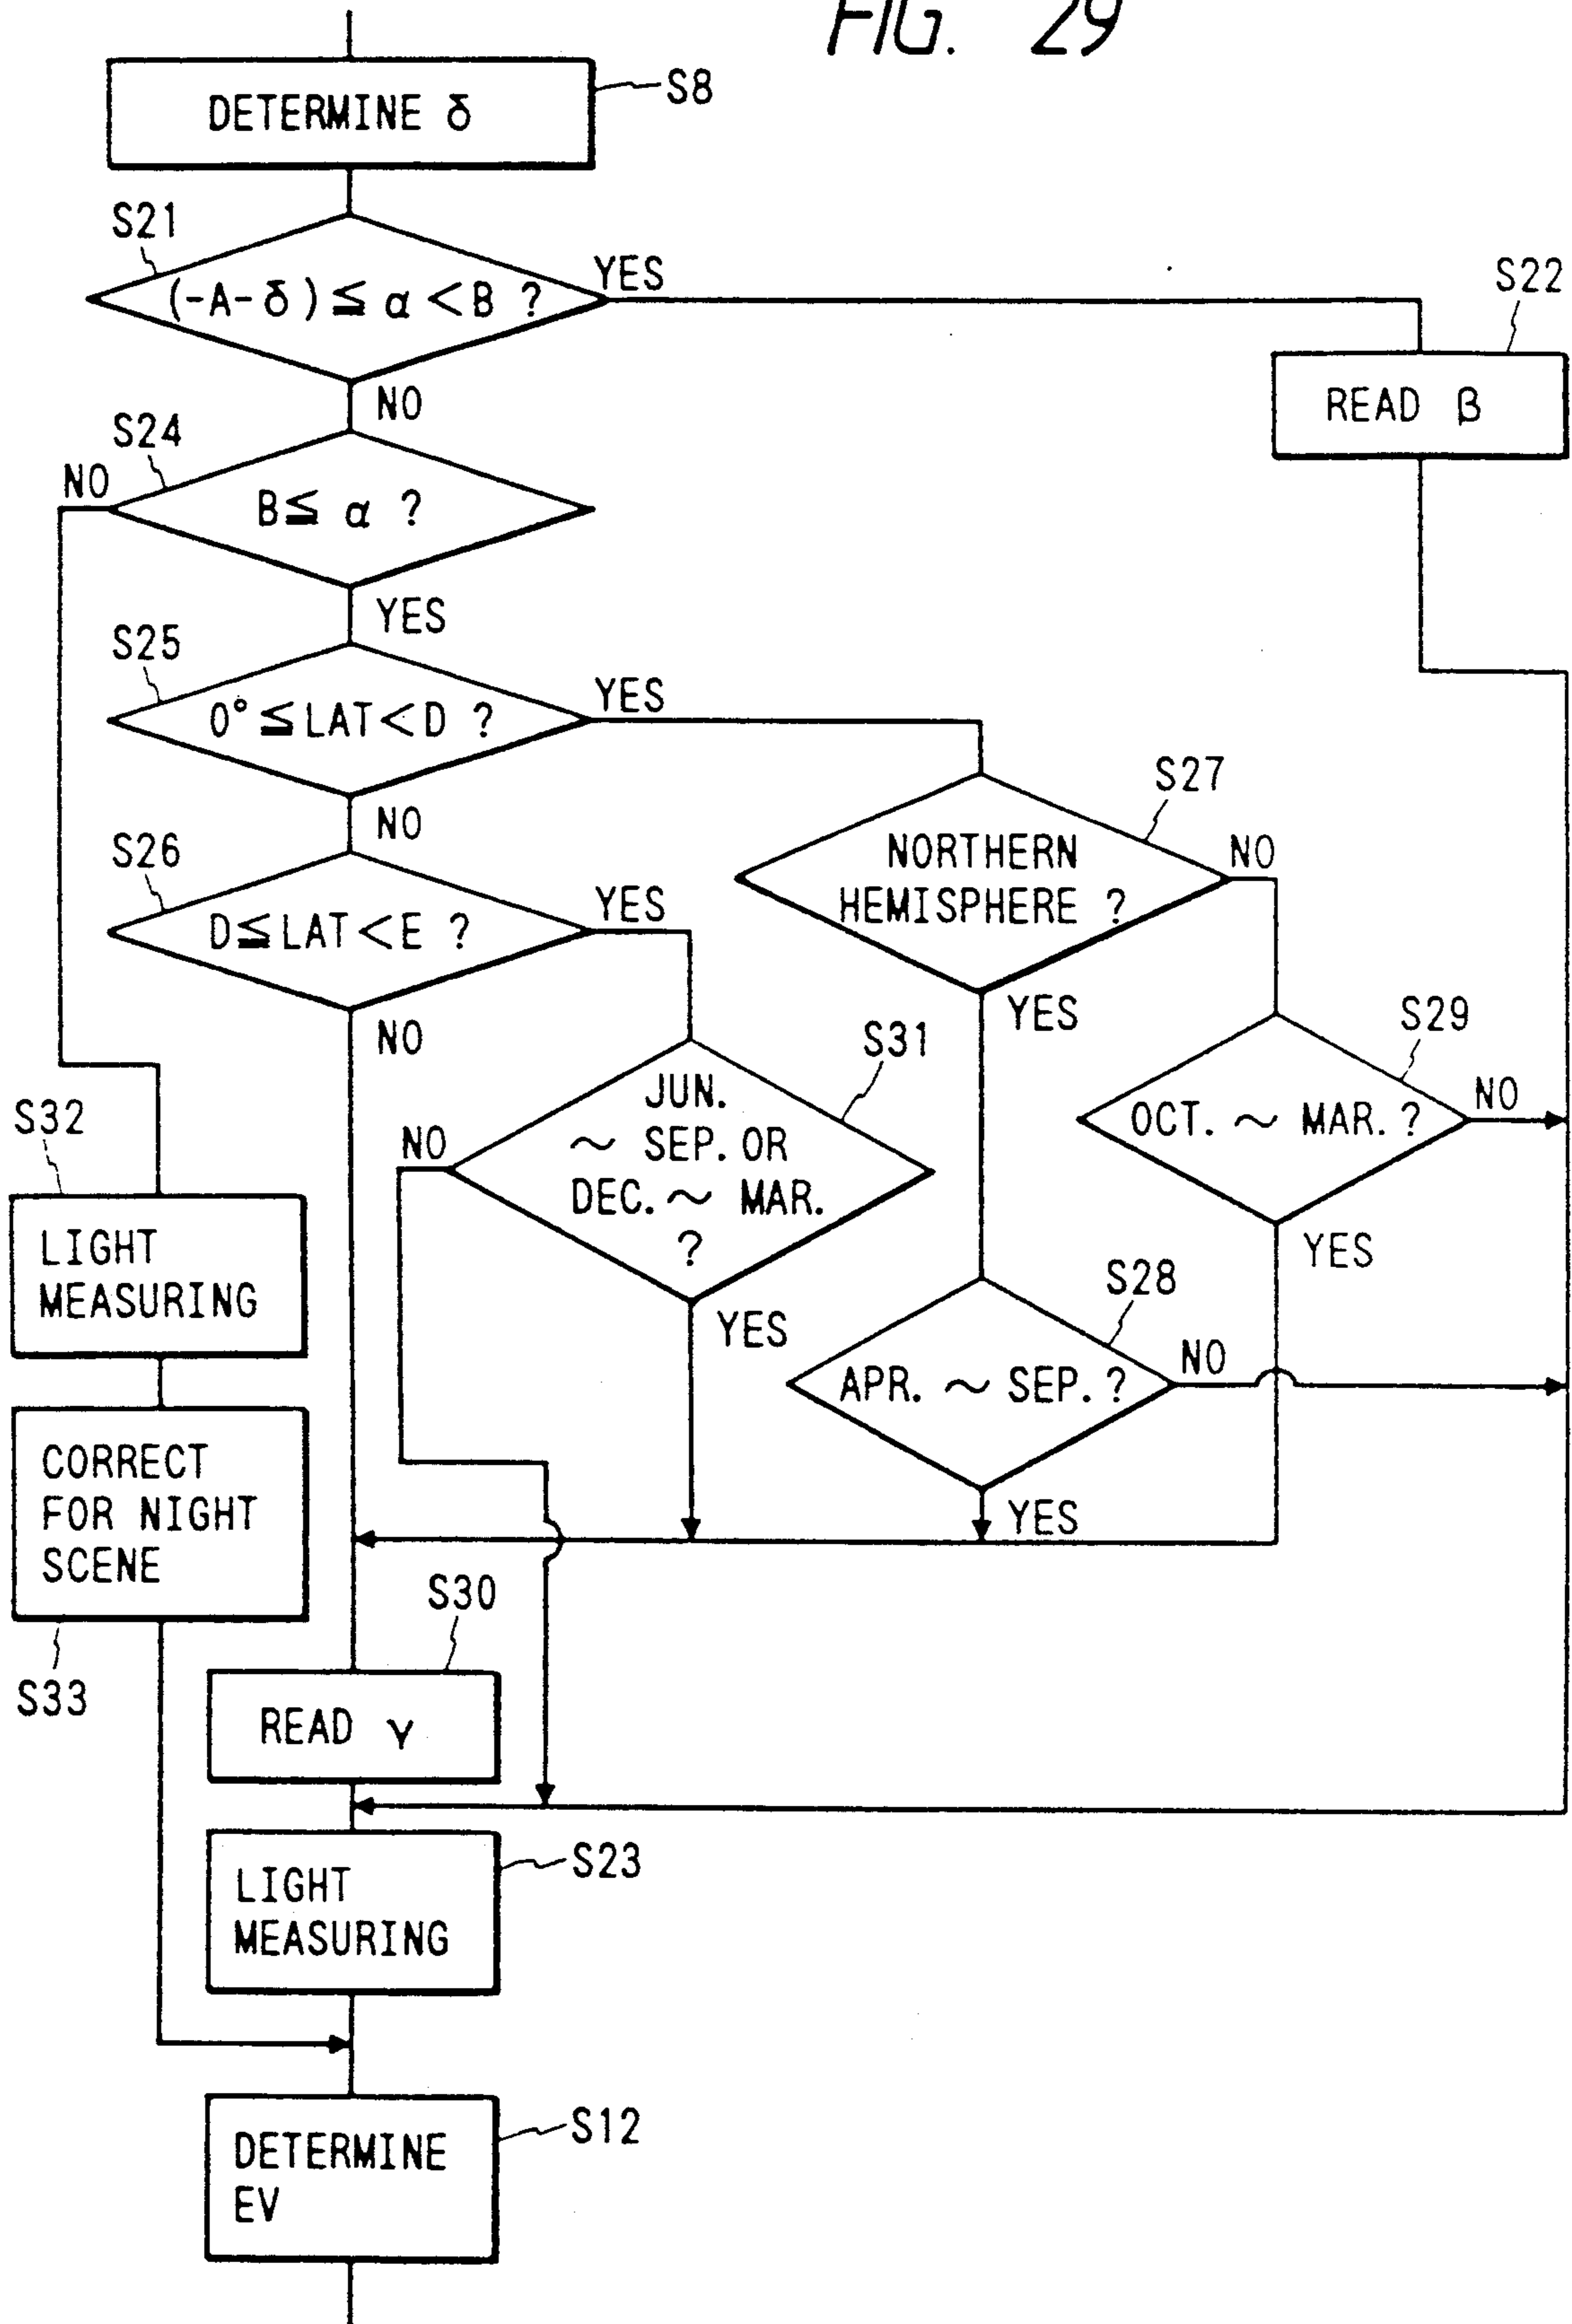 FIG. 29
DETERMINE δ
S8
S21
(-A-δ)≦ α <B ?
YES
S22
READ β
NO
S24
NO
B≦ α ?
YES
S25
0° ≦LAT<D ?
YES
NO
S26
D≦LAT<E ?
YES
NO
S27
NORTHERN
HEMISPHERE ?
NO
YES
S29
OCT. ~ MAR. ?
NO
YES
S31
JUN.
~ SEP. OR
DEC. ~ MAR.
?
NO
YES
S28
APR. ~ SEP. ?
NO
YES
S32
LIGHT
MEASURING
CORRECT
FOR NIGHT
SCENE
S33
S30
READ γ
LIGHT
MEASURING
S23
DETERMINE
EV
S12